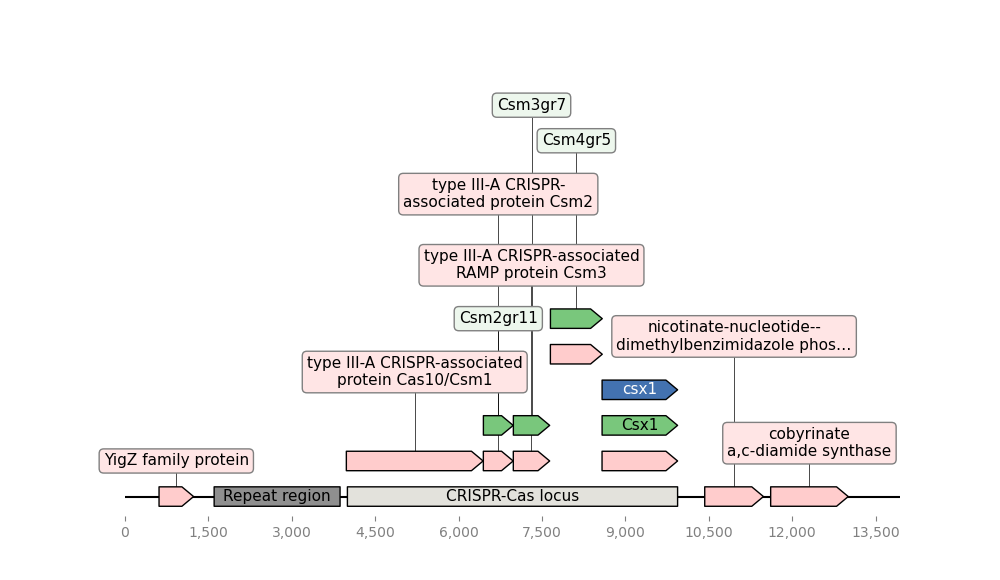 Csm3gr7
Csm4gr5
type III-A CRISPR-
associated protein Csm2
type III-A CRISPR-associated
RAMP protein Csm3
Csm2gr11
nicotinate-nucleotide--
dimethylbenzimidazole phos…
type III-A CRISPR-associated
protein Cas10/Csm1
csx1
Csx1
cobyrinate
a,c-diamide synthase
YigZ family protein
Repeat region
CRISPR-Cas locus
0 1,500 3,000 4,500 6,000 7,500 9,000 10,500 12,000 13,500